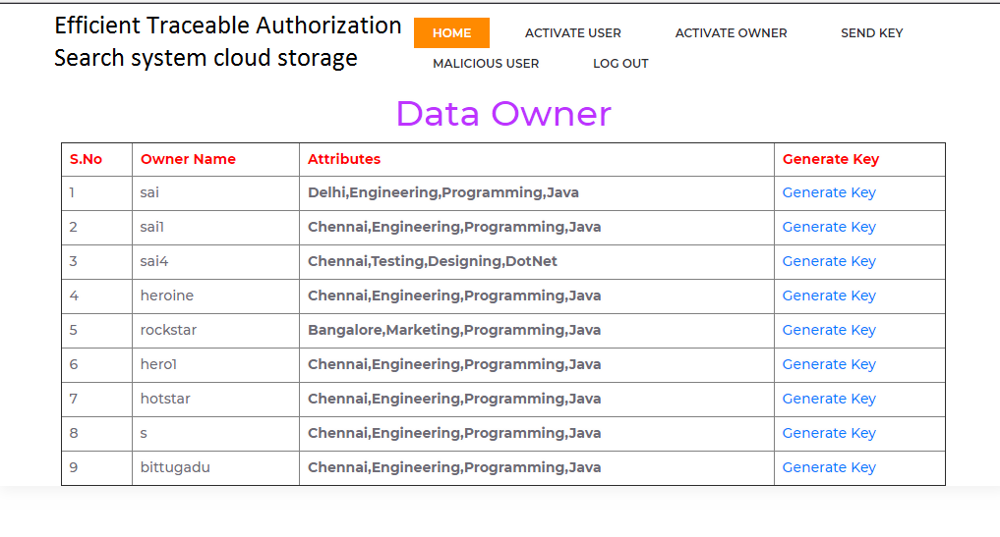 Efficient Traceable Authorization
Search system cloud storage
HOME ACTIVATE USER ACTIVATE OWNER SEND KEY
MALICIOUS USER LOG OUT
Data Owner
S.No Owner Name Attributes Generate Key
1 sai Delhi,Engineering,Programming,Java Generate Key
2 sai1 Chennai,Engineering,Programming,Java Generate Key
3 sai4 Chennai,Testing,Designing,DotNet Generate Key
4 heroine Chennai,Engineering,Programming,Java Generate Key
5 rockstar Bangalore,Marketing,Programming,Java Generate Key
6 hero1 Chennai,Engineering,Programming,Java Generate Key
7 hotstar Chennai,Engineering,Programming,Java Generate Key
8 s Chennai,Engineering,Programming,Java Generate Key
9 bittugadu Chennai,Engineering,Programming,Java Generate Key